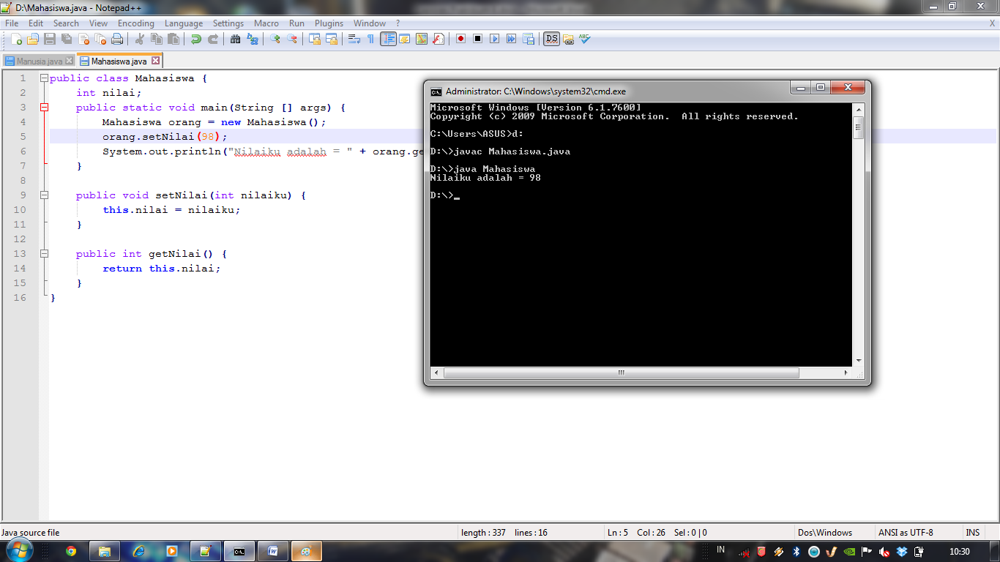 D:\Mahasiswa.java - Notepad++
File Edit Search View Encoding Language Settings Macro Run Plugins Window ? X
Manusia.java Mahasiswa.java
1 public class Mahasiswa {
2 int nilai;
3 public static void main(String [] args) {
4 Mahasiswa orang = new Mahasiswa();
5 orang.setNilai(98);
6 System.out.println("Nilaiku adalah = " + orang.ge
7 }
8
9 public void setNilai(int nilaiku) {
10 this.nilai = nilaiku;
11 }
12
13 public int getNilai() {
14 return this.nilai;
15 }
16 }
Administrator: C:\Windows\system32\cmd.exe
Microsoft Windows [Version 6.1.7600]
Copyright (c) 2009 Microsoft Corporation. All rights reserved.
C:\Users\ASUS>d:
D:\>javac Mahasiswa.java
D:\>java Mahasiswa
Nilaiku adalah = 98
D:\>_
Java source file length : 337 lines : 16 Ln : 5 Col : 26 Sel : 0 | 0 Dos\Windows ANSI as UTF-8 INS
IN 10:30